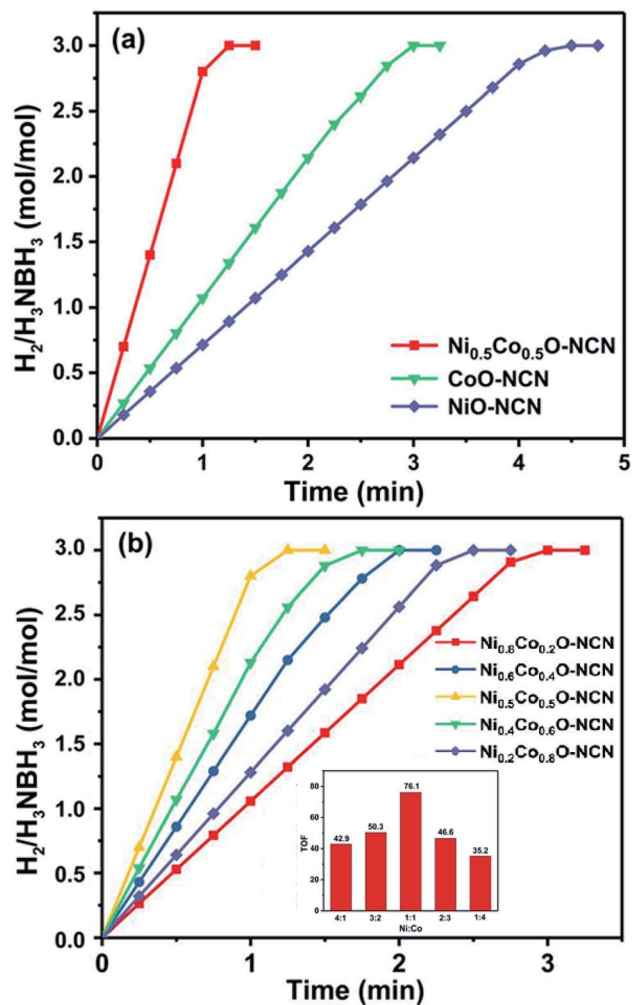 (a)
H₂/H₃NBH₃ (mol/mol)
3.0
2.5
2.0
1.5
1.0
0.5
0.0
Ni₀.₅Co₀.₅O-NCN
CoO-NCN
NiO-NCN
0 1 2 3 4 5
Time (min)
(b)
H₂/H₃NBH₃ (mol/mol)
3.0
2.5
2.0
1.5
1.0
0.5
0.0
Ni₀.₈Co₀.₂O-NCN
Ni₀.₆Co₀.₄O-NCN
Ni₀.₅Co₀.₅O-NCN
Ni₀.₄Co₀.₆O-NCN
Ni₀.₂Co₀.₈O-NCN
TOF
80
60
40
20
0
42.9 50.3 76.1 46.6 35.2
4:1 3:2 1:1 2:3 1:4
Ni:Co
0 1 2 3
Time (min)